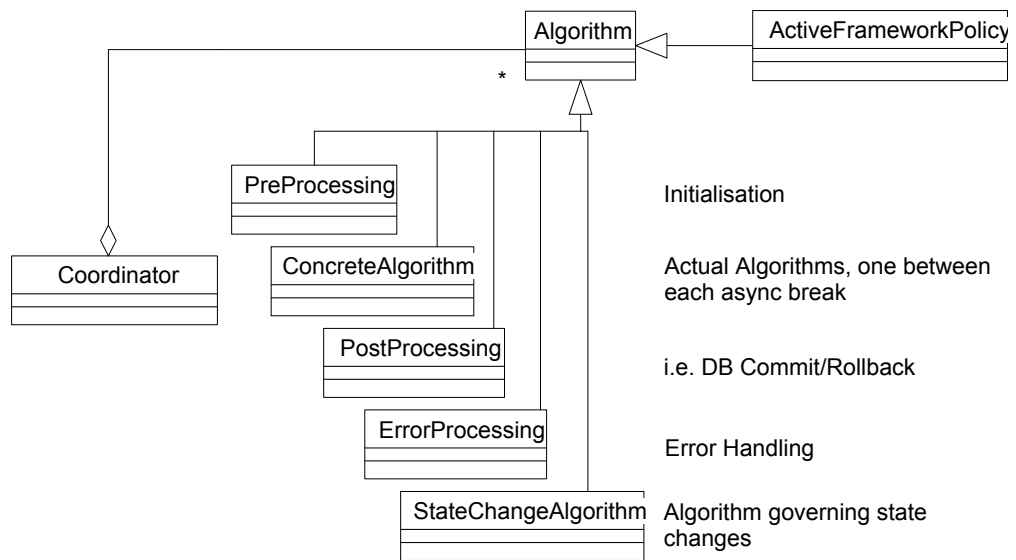 Algorithm
ActiveFrameworkPolicy
*
PreProcessing
Initialisation
Coordinator
ConcreteAlgorithm
Actual Algorithms, one between
each async break
PostProcessing
i.e. DB Commit/Rollback
ErrorProcessing
Error Handling
StateChangeAlgorithm
Algorithm governing state
changes